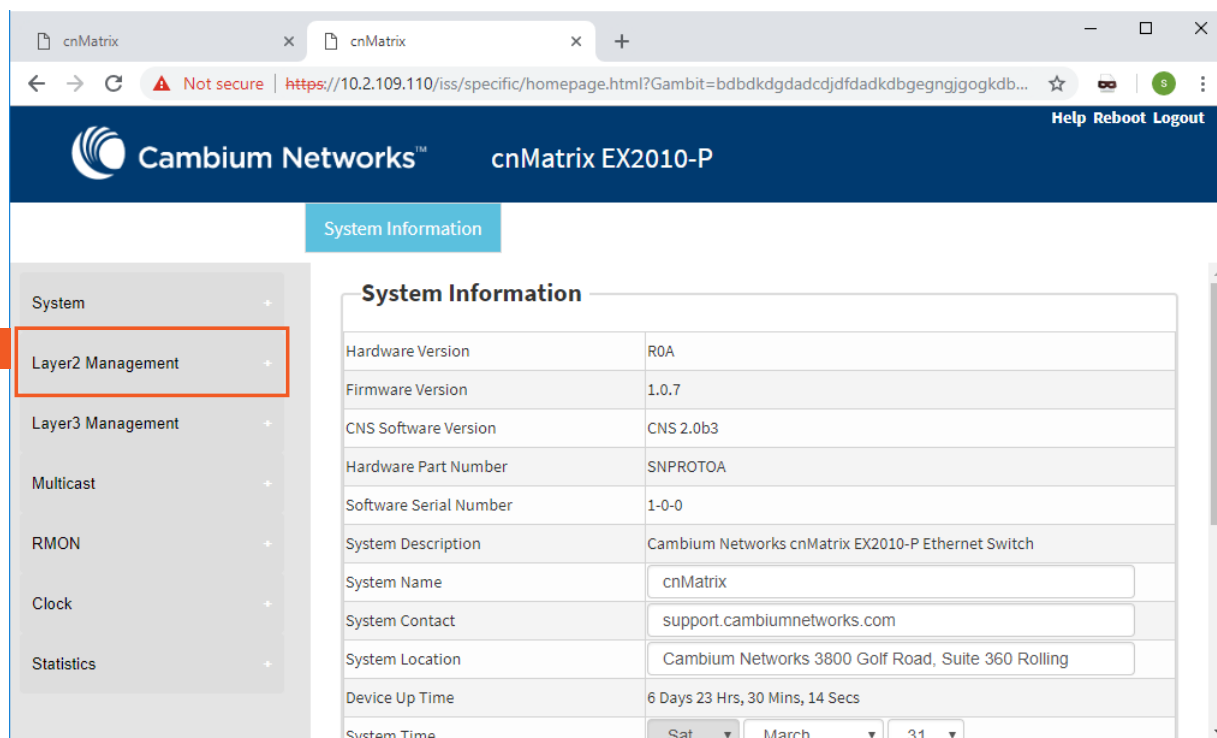 cnMatrix
cnMatrix
Not secure | https://10.2.109.110/iss/specific/homepage.html?Gambit=bdbdkdgdadcdjdfdadkdbgegngjgogkdb...
S
Help Reboot Logout
Cambium Networks™ cnMatrix EX2010-P
System Information
System
Layer2 Management
Layer3 Management
Multicast
RMON
Clock
Statistics
System Information
Hardware Version R0A
Firmware Version 1.0.7
CNS Software Version CNS 2.0b3
Hardware Part Number SNPROTOA
Software Serial Number 1-0-0
System Description Cambium Networks cnMatrix EX2010-P Ethernet Switch
System Name cnMatrix
System Contact support.cambiumnetworks.com
System Location Cambium Networks 3800 Golf Road, Suite 360 Rolling
Device Up Time 6 Days 23 Hrs, 30 Mins, 14 Secs
System Time Sat March 31